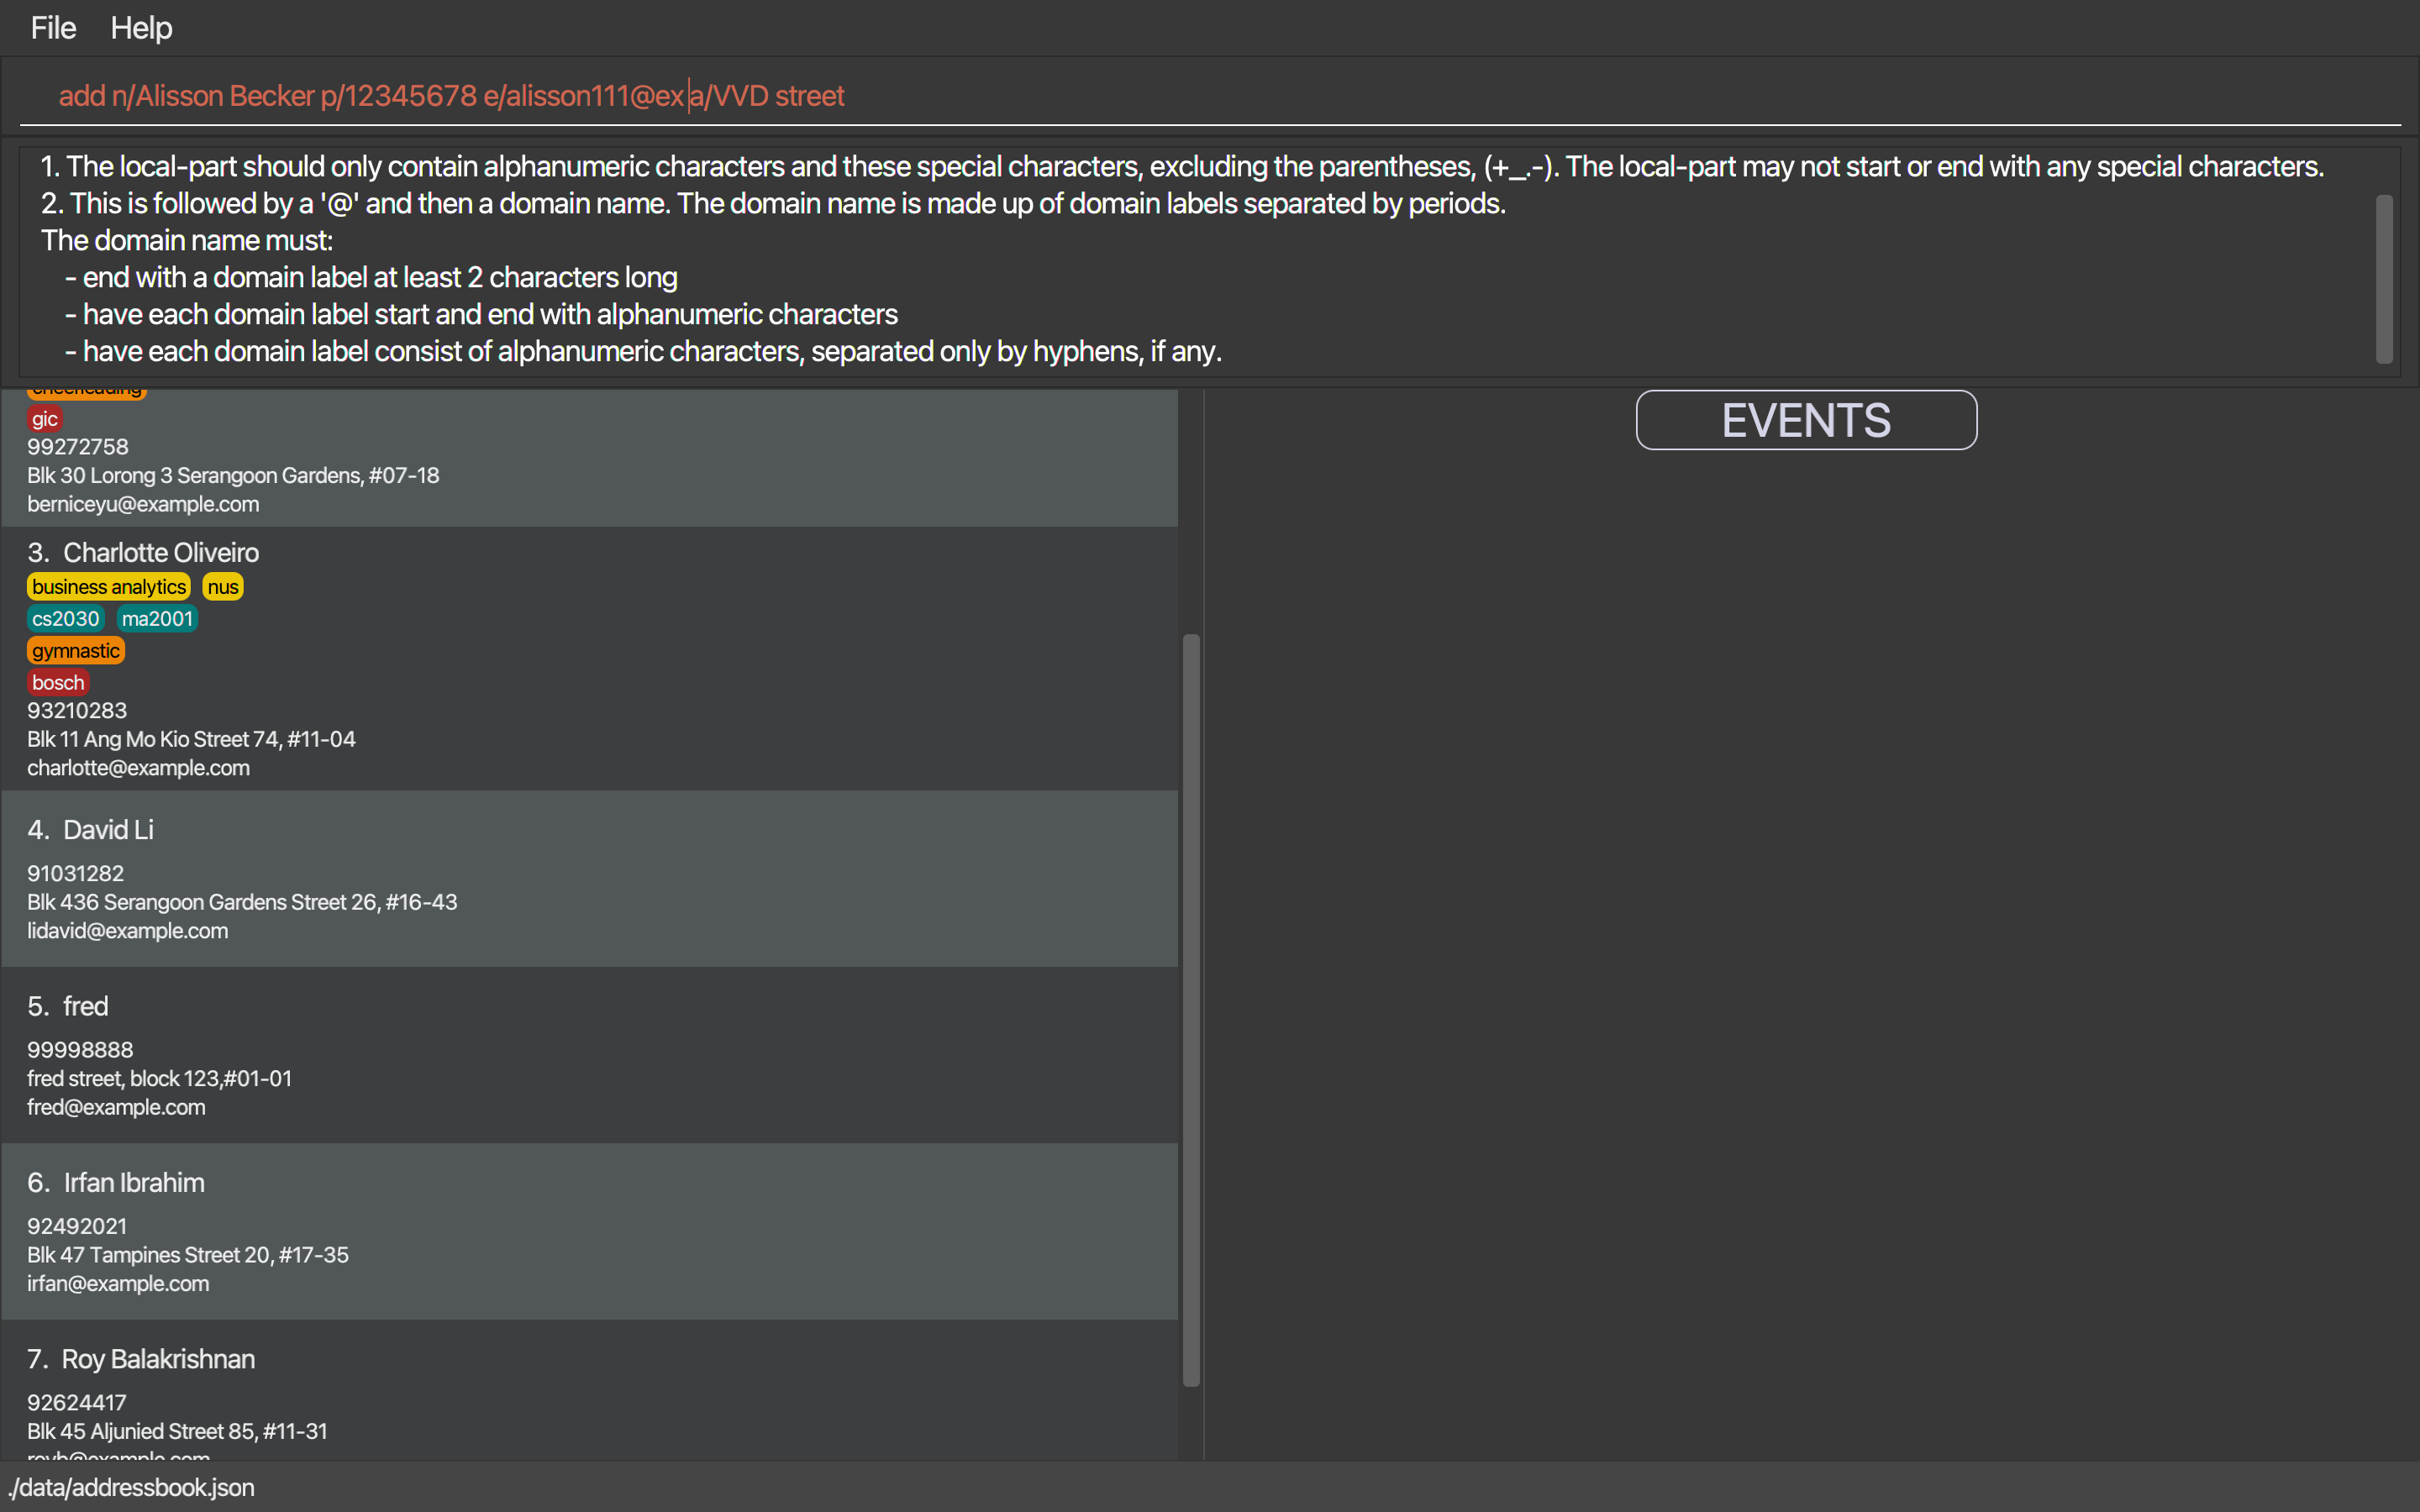 File Help
add n/Alisson Becker p/12345678 e/alisson111@ex a/VVD street
1. The local-part should only contain alphanumeric characters and these special characters, excluding the parentheses, (+_.-). The local-part may not start or end with any special characters.
2. This is followed by a '@' and then a domain name. The domain name is made up of domain labels separated by periods.
The domain name must:
- end with a domain label at least 2 characters long
- have each domain label start and end with alphanumeric characters
- have each domain label consist of alphanumeric characters, separated only by hyphens, if any.
gic
99272758
Blk 30 Lorong 3 Serangoon Gardens, #07-18
berniceyu@example.com
3. Charlotte Oliveiro
business analytics nus
cs2030 ma2001
gymnastic
bosch
93210283
Blk 11 Ang Mo Kio Street 74, #11-04
charlotte@example.com
4. David Li
91031282
Blk 436 Serangoon Gardens Street 26, #16-43
lidavid@example.com
5. fred
99998888
fred street, block 123,#01-01
fred@example.com
6. Irfan Ibrahim
92492021
Blk 47 Tampines Street 20, #17-35
irfan@example.com
7. Roy Balakrishnan
92624417
Blk 45 Aljunied Street 85, #11-31
EVENTS
./data/addressbook.json